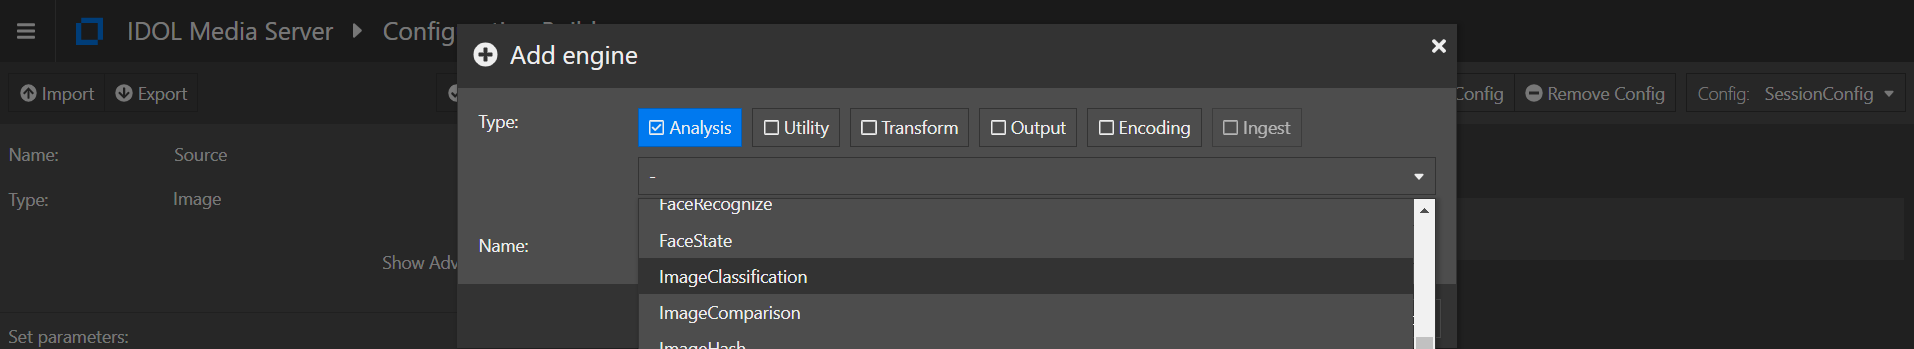 IDOL Media Server Config
Add engine
Import Export
Config Remove Config Config: SessionConfig
Type: Analysis Utility Transform Output Encoding Ingest
-
Name: Source
Type: Image
FaceRecognize
FaceState
Name:
Show Adv
ImageClassification
ImageComparison
ImageHash
Set parameters: